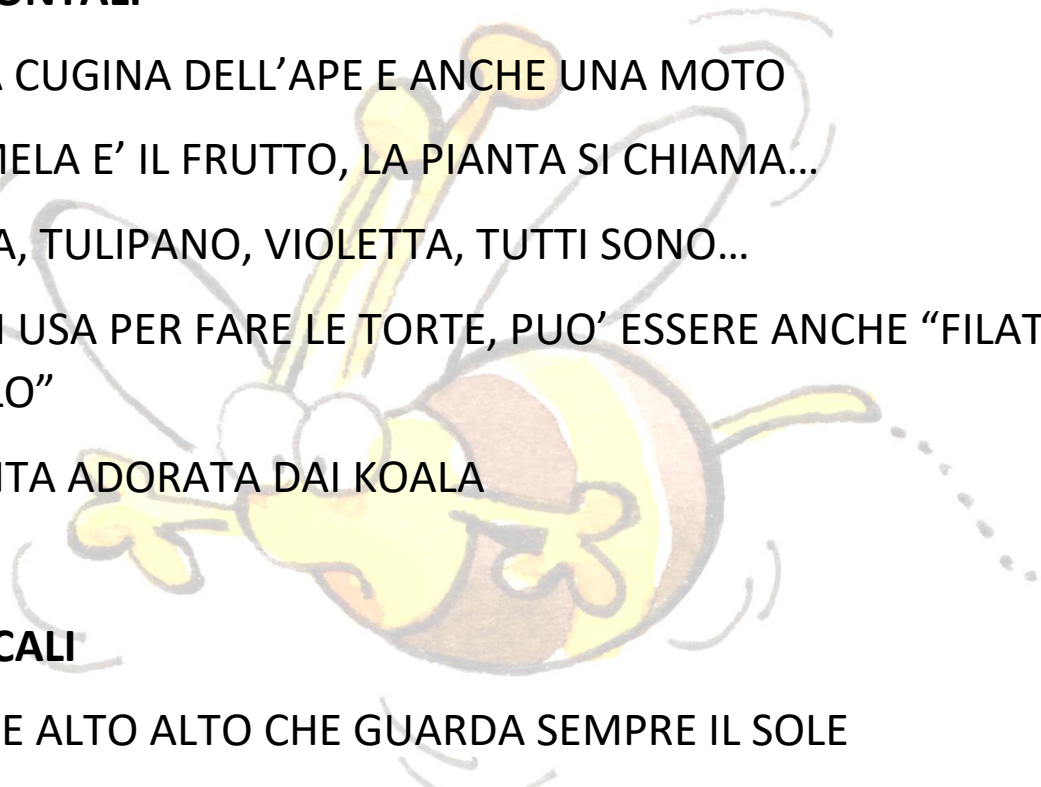 ONTALI
A CUGINA DELL’APE E ANCHE UNA MOTO
MELA E’ IL FRUTTO, LA PIANTA SI CHIAMA…
A, TULIPANO, VIOLETTA, TUTTI SONO…
I USA PER FARE LE TORTE, PUO’ ESSERE ANCHE “FILAT
LO”
NTA ADORATA DAI KOALA
CALI
E ALTO ALTO CHE GUARDA SEMPRE IL SOLE